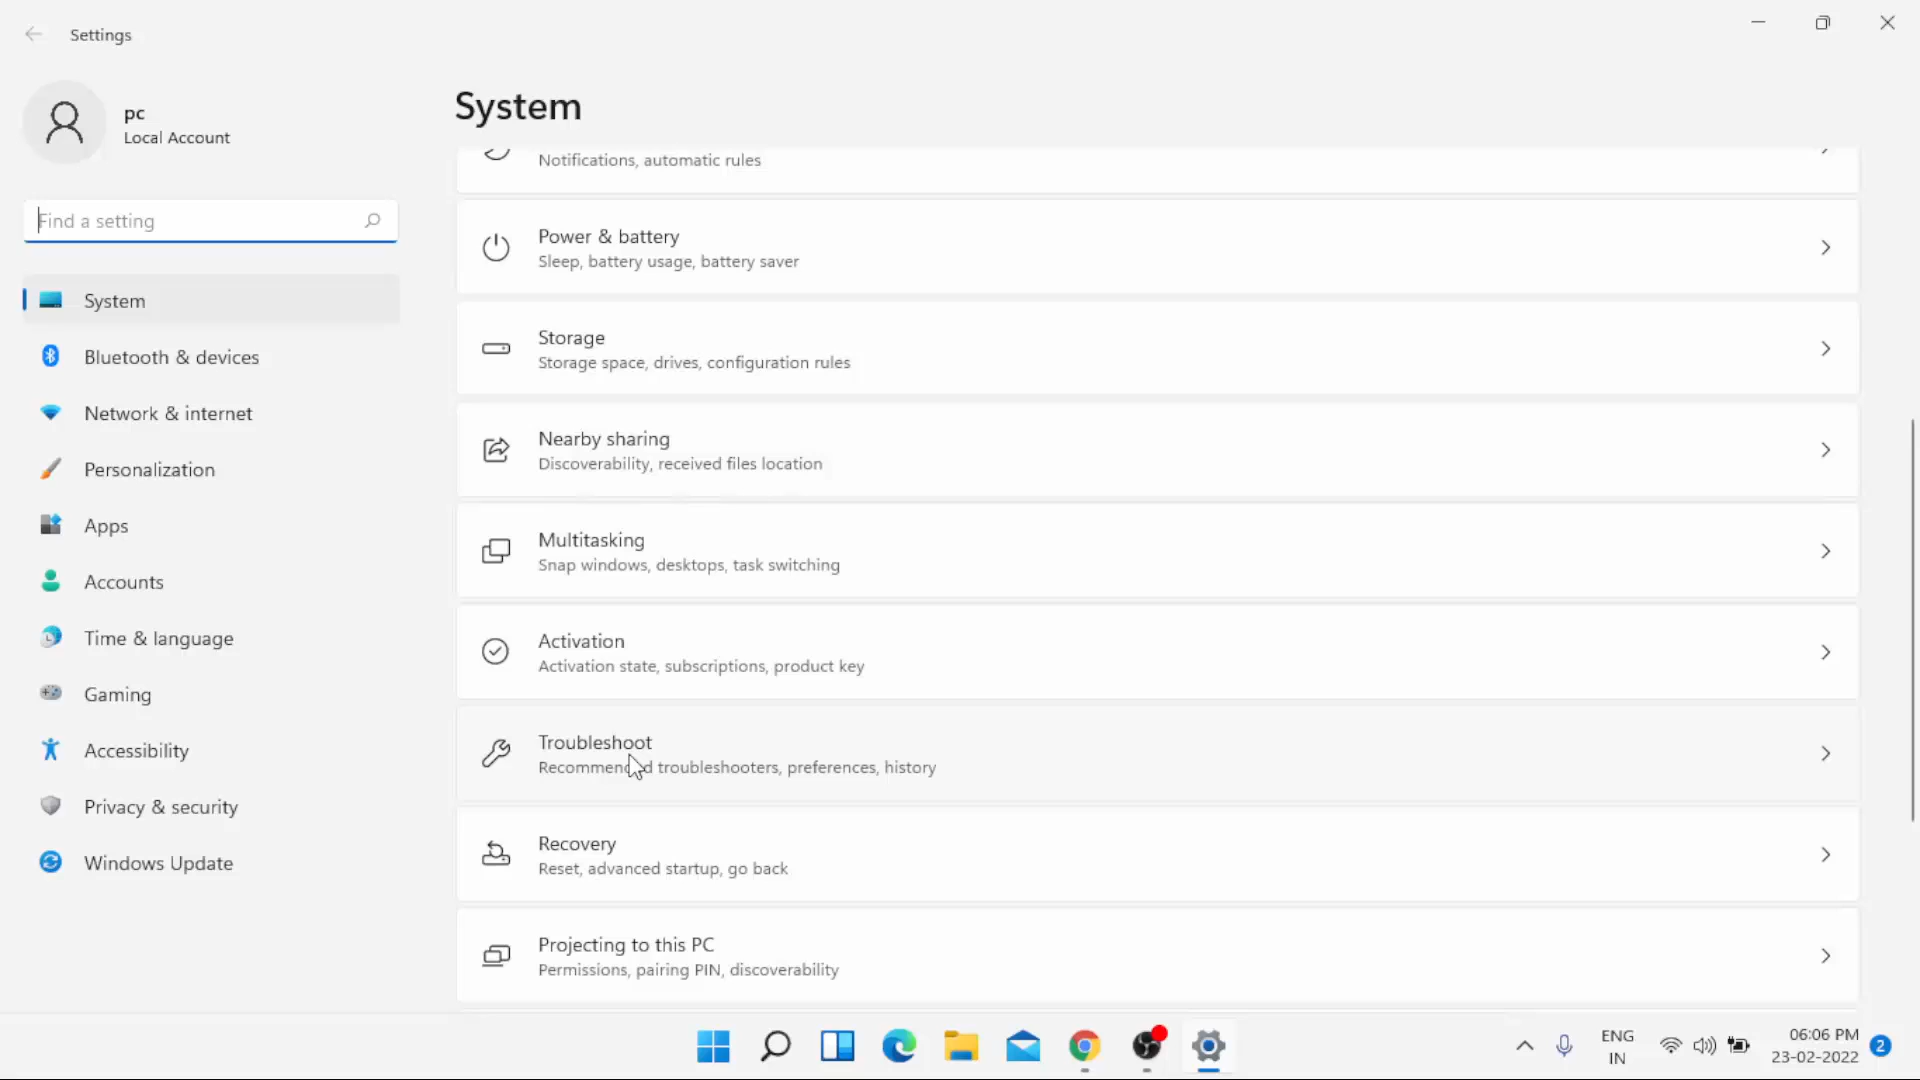 Settings
pc
Local Account
Find a setting
System
Bluetooth & devices
Network & internet
Personalization
Apps
Accounts
Time & language
Gaming
Accessibility
Privacy & security
Windows Update
System
Notifications, automatic rules
Power & battery
Sleep, battery usage, battery saver
Storage
Storage space, drives, configuration rules
Nearby sharing
Discoverability, received files location
Multitasking
Snap windows, desktops, task switching
Activation
Activation state, subscriptions, product key
Troubleshoot
Recommended troubleshooters, preferences, history
Recovery
Reset, advanced startup, go back
Projecting to this PC
Permissions, pairing PIN, discoverability
ENG
IN
06:06 PM
23-02-2022
2